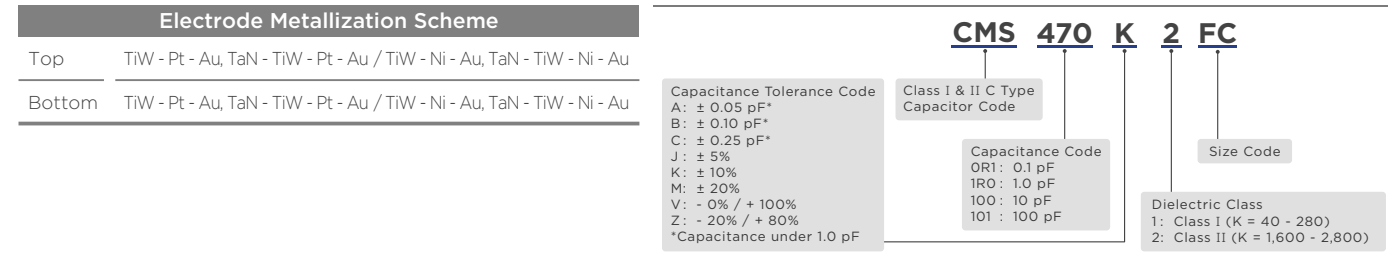 Electrode Metallization Scheme
Top TiW - Pt - Au, TaN - TiW - Pt - Au / TiW - Ni - Au, TaN - TiW - Ni - Au
Bottom TiW - Pt - Au, TaN - TiW - Pt - Au / TiW - Ni - Au, TaN - TiW - Ni - Au
CMS 470 K 2 FC
Capacitance Tolerance Code
A: ± 0.05 pF*
B: ± 0.10 pF*
C: ± 0.25 pF*
J: ± 5%
K: ± 10%
M: ± 20%
V: - 0% / + 100%
Z: - 20% / + 80%
*Capacitance under 1.0 pF
Class I & II C Type
Capacitor Code
Capacitance Code
0R1: 0.1 pF
1R0: 1.0 pF
100: 10 pF
101 : 100 pF
Size Code
Dielectric Class
1: Class I (K = 40 - 280)
2: Class II (K = 1,600 - 2,800)